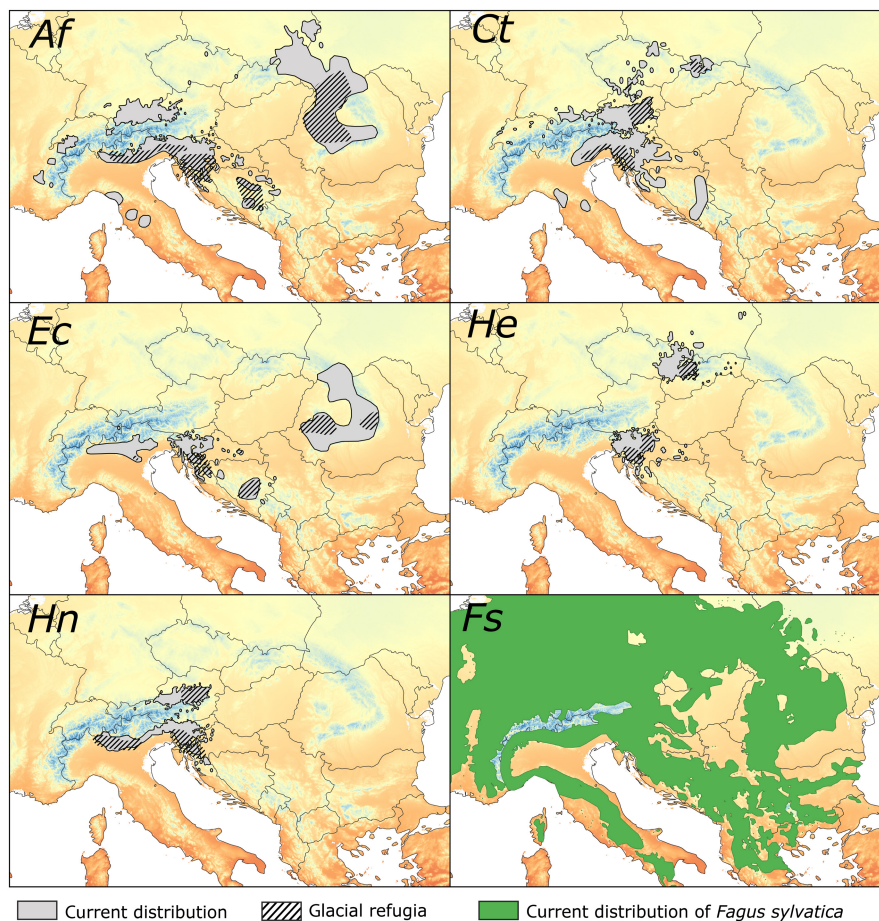 Af
Ct
Ec
He
Hn
Fs
Current distribution
Glacial refugia
Current distribution of Fagus sylvatica